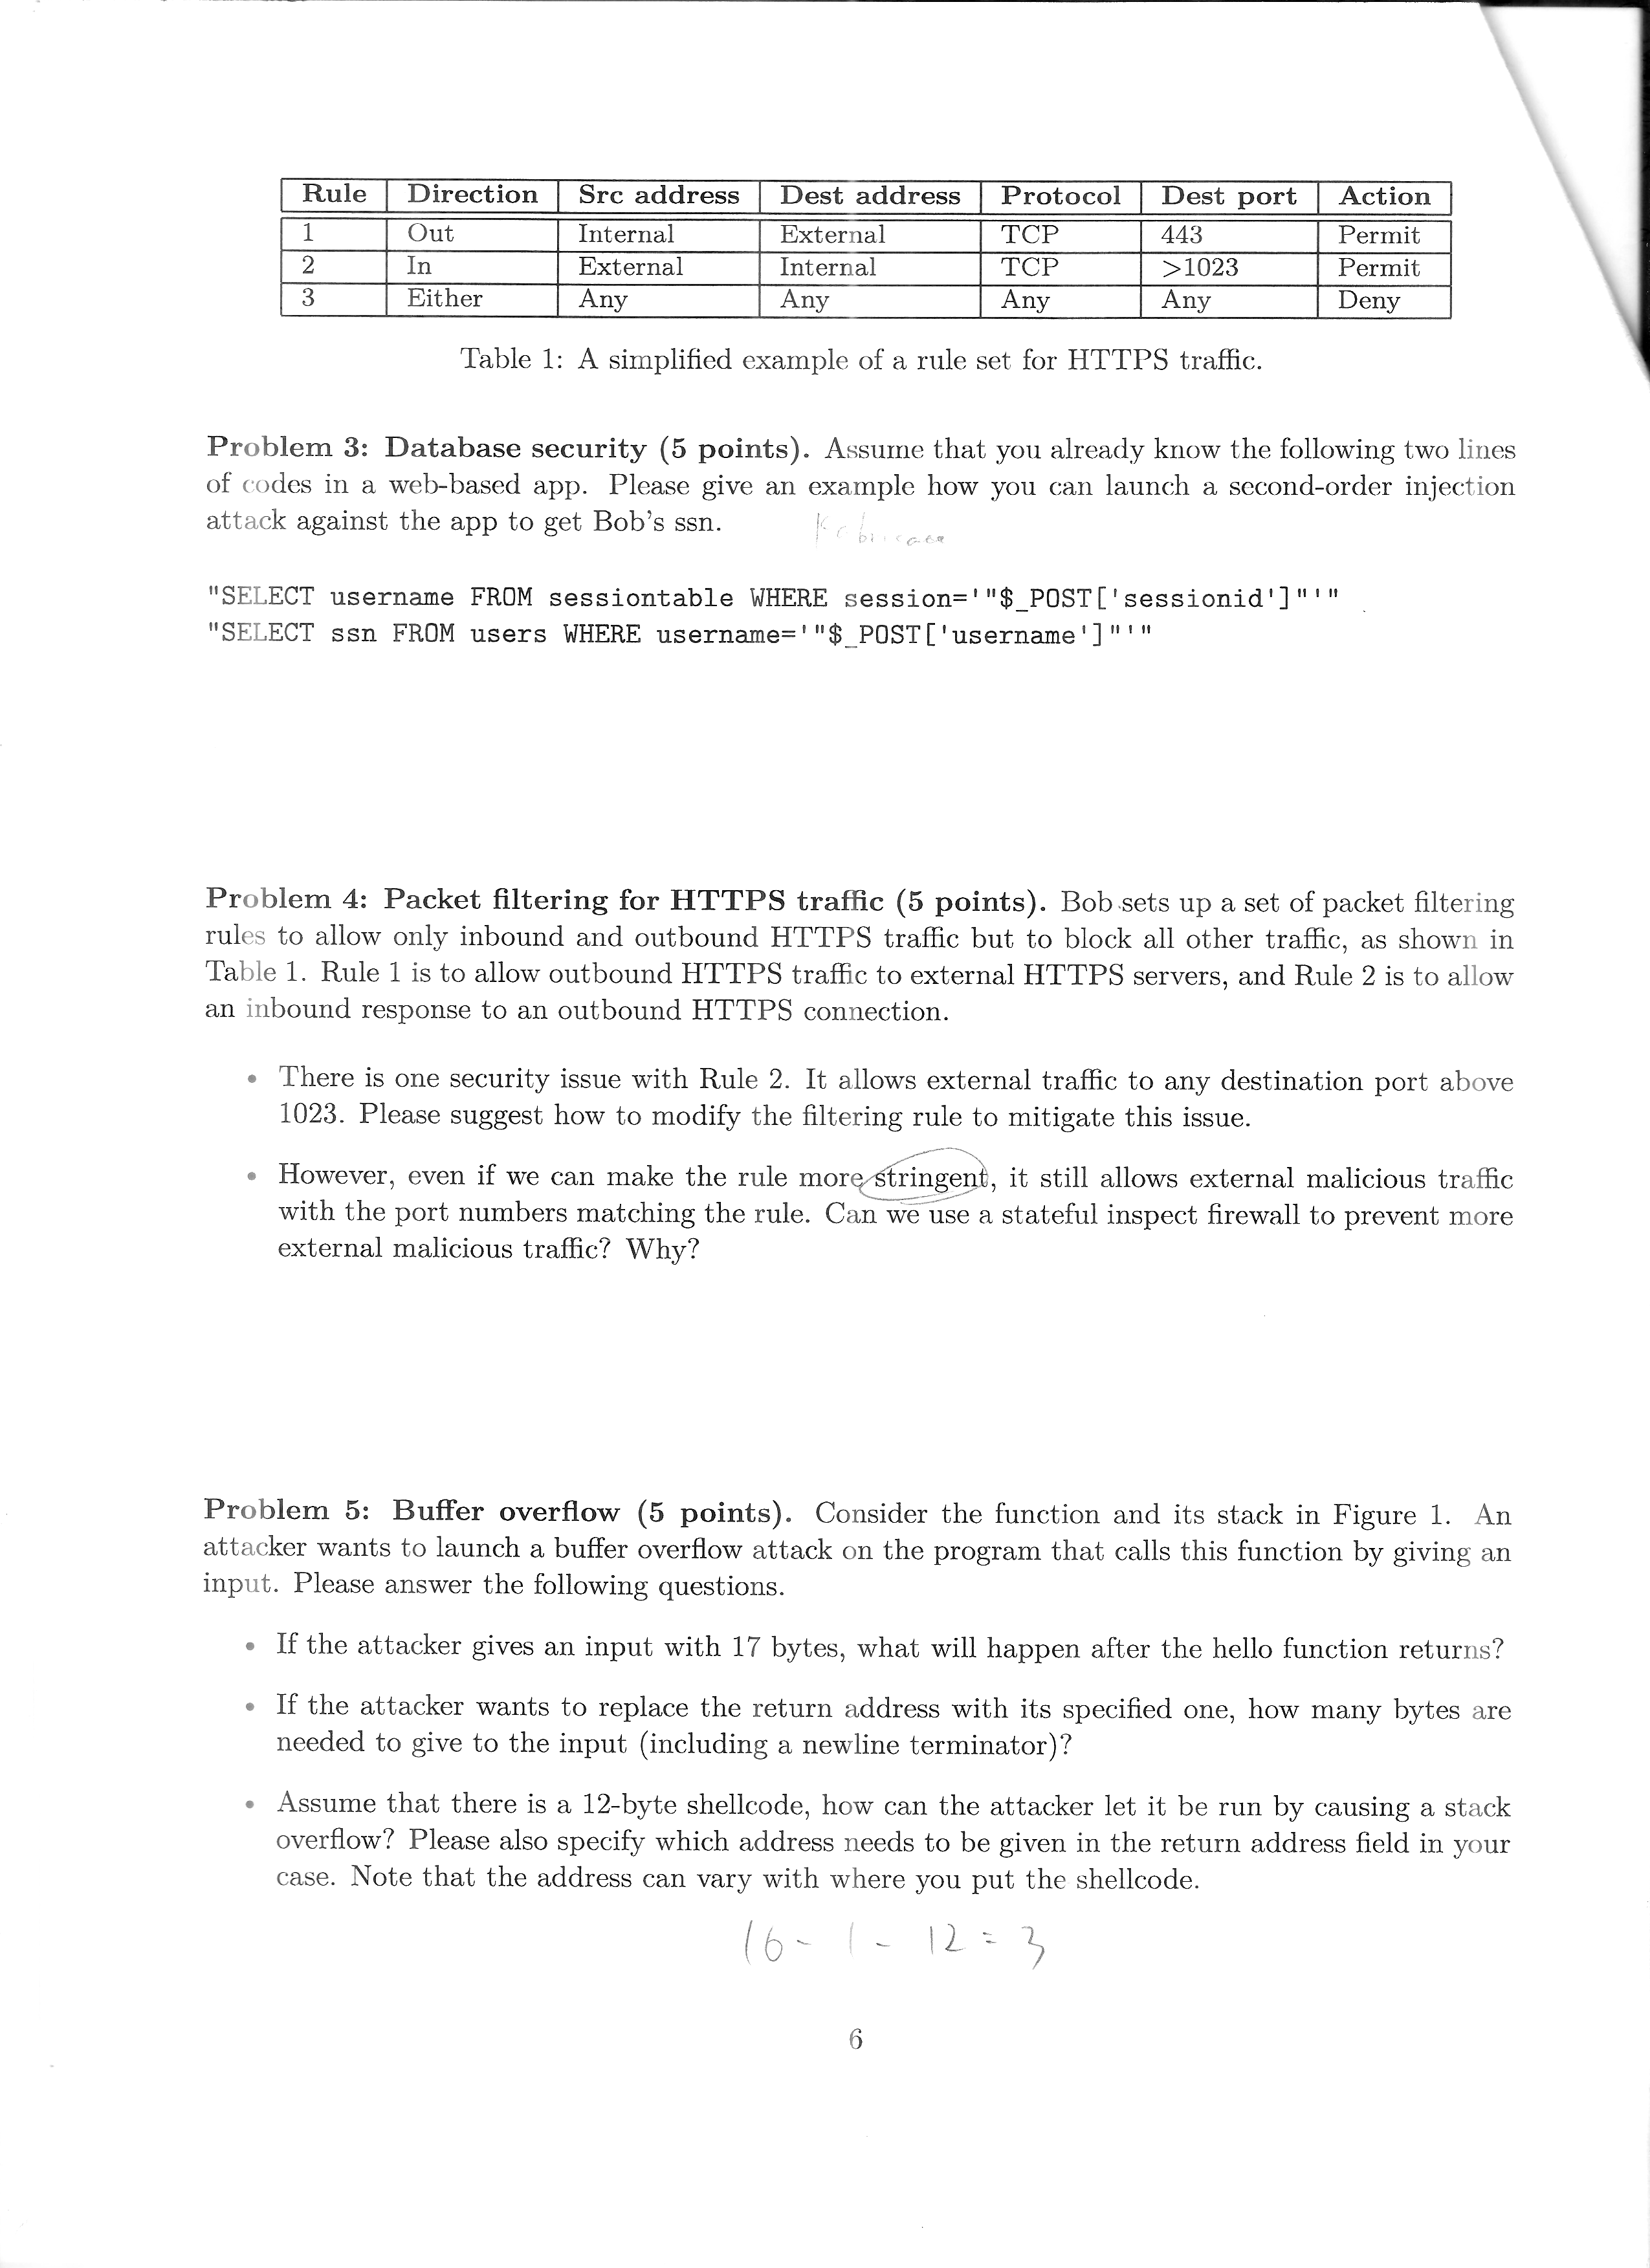 Rule Direction Src address Dest address Protocol Dest port Action
1 Out Internal External TCP 443 Permit
2 In External Internal TCP >1023 Permit
3 Either Any Any Any Any Deny
Table 1: A simplified example of a rule set for HTTPS traffic.
Problem 3: Database security (5 points). Assume that you already know the following two lines
of codes in a web-based app. Please give an example how you can launch a second-order injection
attack against the app to get Bob's ssn.
"SELECT username FROM sessiontable WHERE session='"$_POST['sessionid']"'"
"SELECT ssn FROM users WHERE username='"$_POST['username']"'"
Problem 4: Packet filtering for HTTPS traffic (5 points). Bob sets up a set of packet filtering
rules to allow only inbound and outbound HTTPS traffic but to block all other traffic, as shown in
Table 1. Rule 1 is to allow outbound HTTPS traffic to external HTTPS servers, and Rule 2 is to allow
an inbound response to an outbound HTTPS connection.
• There is one security issue with Rule 2. It allows external traffic to any destination port above
1023. Please suggest how to modify the filtering rule to mitigate this issue.
• However, even if we can make the rule more stringent, it still allows external malicious traffic
with the port numbers matching the rule. Can we use a stateful inspect firewall to prevent more
external malicious traffic? Why?
Problem 5: Buffer overflow (5 points). Consider the function and its stack in Figure 1. An
attacker wants to launch a buffer overflow attack on the program that calls this function by giving an
input. Please answer the following questions.
• If the attacker gives an input with 17 bytes, what will happen after the hello function returns?
• If the attacker wants to replace the return address with its specified one, how many bytes are
needed to give to the input (including a newline terminator)?
• Assume that there is a 12-byte shellcode, how can the attacker let it be run by causing a stack
overflow? Please also specify which address needs to be given in the return address field in your
case. Note that the address can vary with where you put the shellcode.
16 - 1 - 12 = 3
6